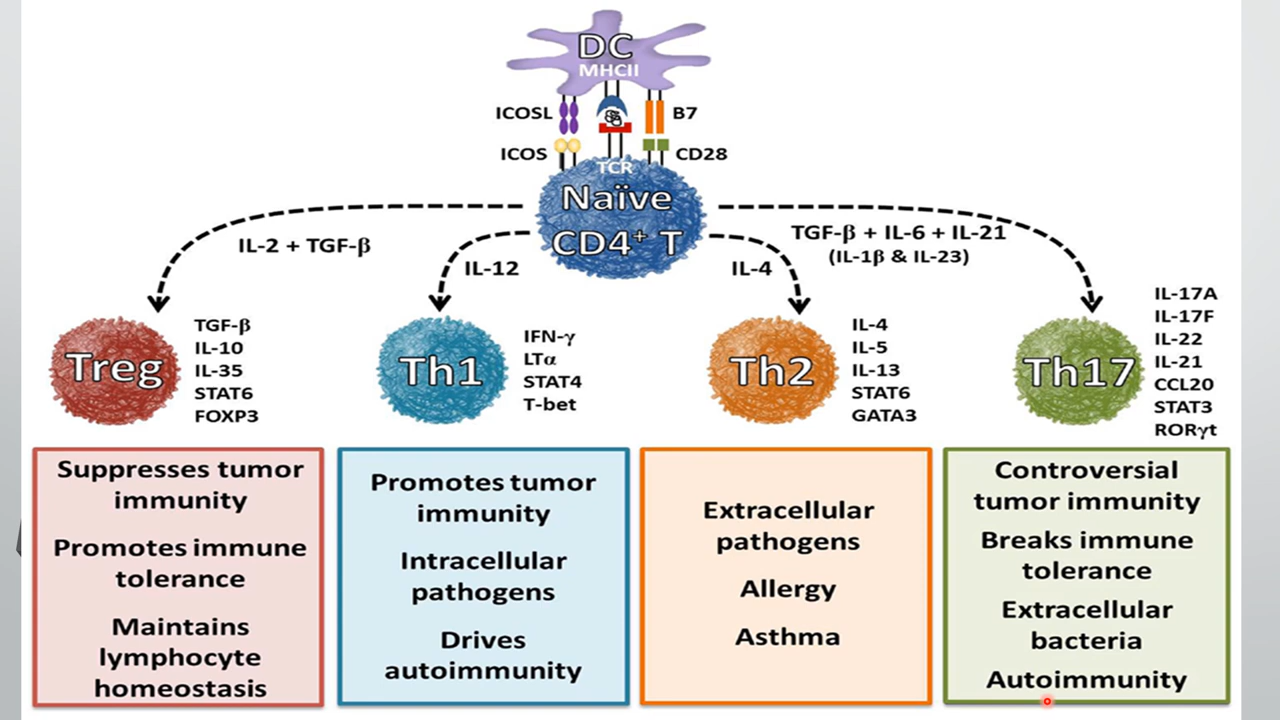 DC
MHCII
ICOSL
B7
ICOS
CD28
TCR
Naïve
CD4⁺ T
IL-2 + TGF-β
IL-12
IL-4
TGF-β + IL-6 + IL-21
(IL-1β & IL-23)
Treg
TGF-β
IL-10
IL-35
STAT6
FOXP3
Th1
IFN-γ
LTα
STAT4
T-bet
Th2
IL-4
IL-5
IL-13
STAT6
GATA3
Th17
IL-17A
IL-17F
IL-22
IL-21
CCL20
STAT3
RORγt
Suppresses tumor
immunity
Promotes immune
tolerance
Maintains
lymphocyte
homeostasis
Promotes tumor
immunity
Intracellular
pathogens
Drives
autoimmunity
Extracellular
pathogens
Allergy
Asthma
Controversial
tumor immunity
Breaks immune
tolerance
Extracellular
bacteria
Autoimmunity